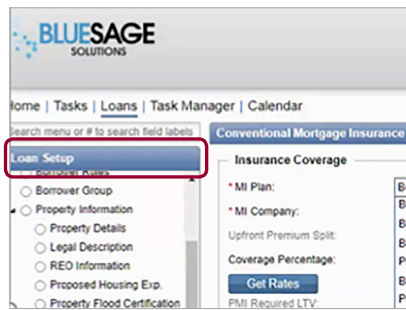 BLUESAGE
SOLUTIONS
Home | Tasks | Loans | Task Manager | Calendar
Search menu or # to search field labels
Conventional Mortgage Insurance
Loan Setup
Borrower Roles
Borrower Group
Property Information
Property Details
Legal Description
REO Information
Proposed Housing Exp.
Property Flood Certification
Insurance Coverage
* MI Plan:
* MI Company:
Upfront Premium Split:
Coverage Percentage:
Get Rates
PMI Required LTV: